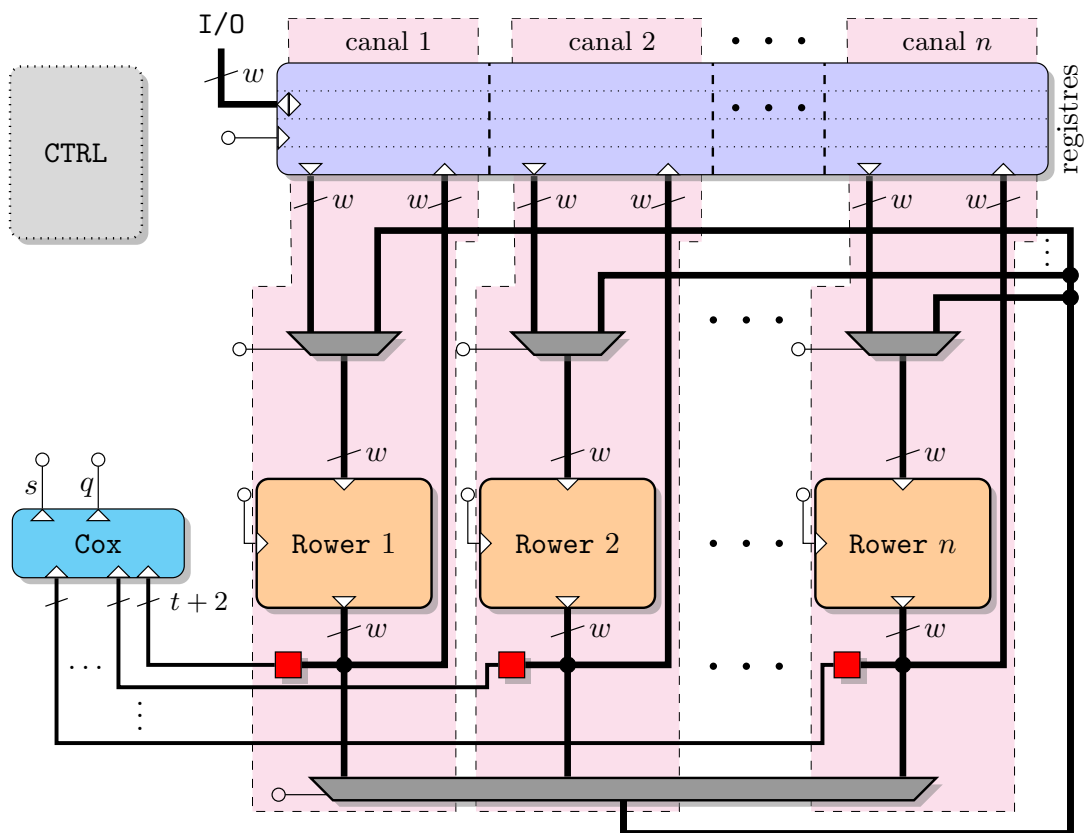 I/O
canal 1
canal 2
canal n
w
registres
CTRL
w
w
w
w
w
w
w
w
w
s
q
Cox
Rower 1
Rower 2
Rower n
t + 2
w
w
w